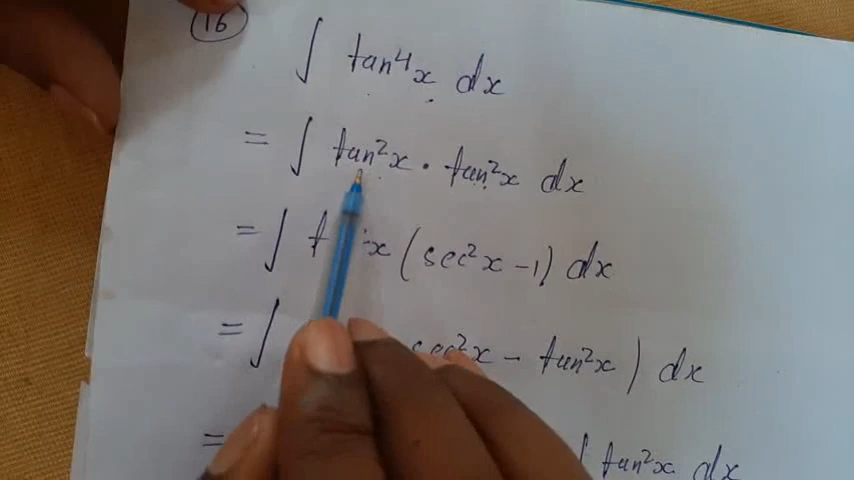 16
∫ tan⁴x dx
= ∫ tan²x · tan²x dx
= ∫ x (sec²x - 1) dx
= ∫ sec²x - tan²x) dx
= ∫ tan²x dx